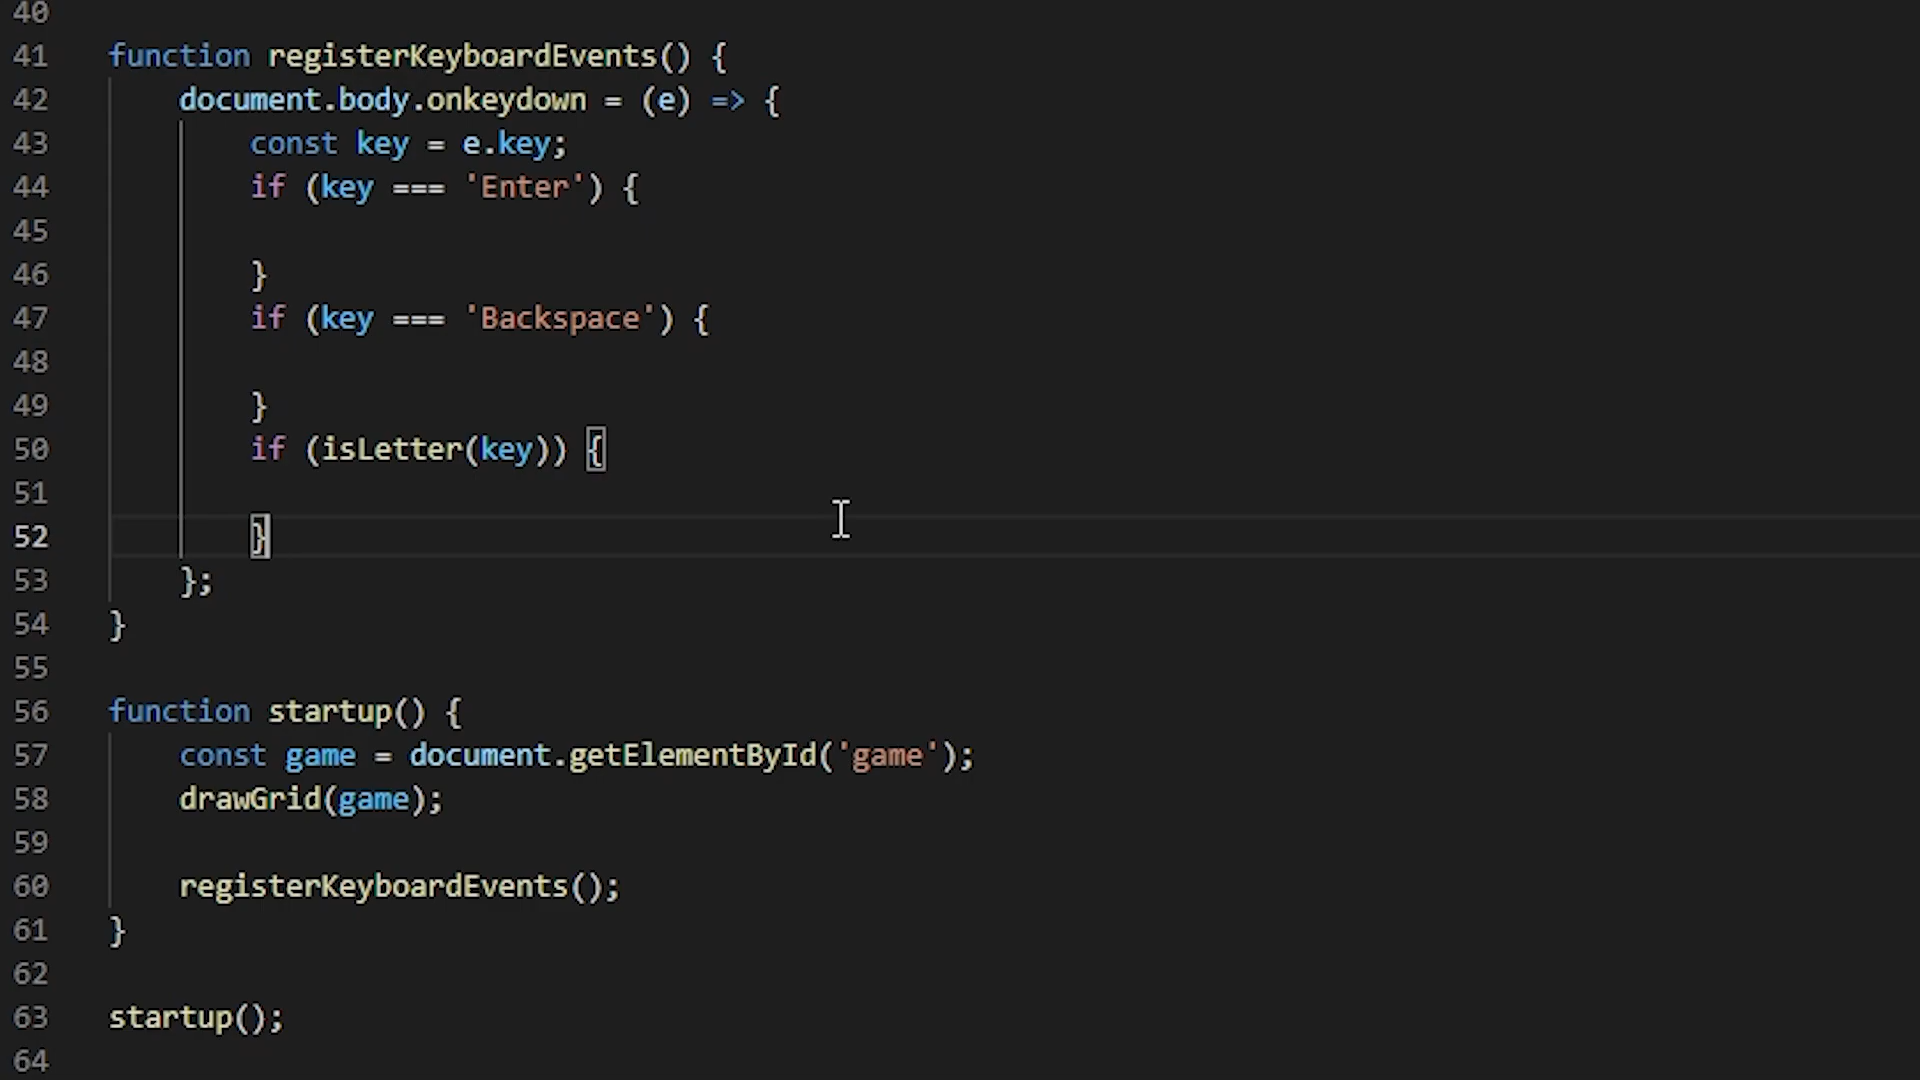 40
41 function registerKeyboardEvents() {
42     document.body.onkeydown = (e) => {
43         const key = e.key;
44         if (key === 'Enter') {
45
46         }
47         if (key === 'Backspace') {
48
49         }
50         if (isLetter(key)) {
51
52         }
53     };
54 }
55
56 function startup() {
57     const game = document.getElementById('game');
58     drawGrid(game);
59
60     registerKeyboardEvents();
61 }
62
63 startup();
64